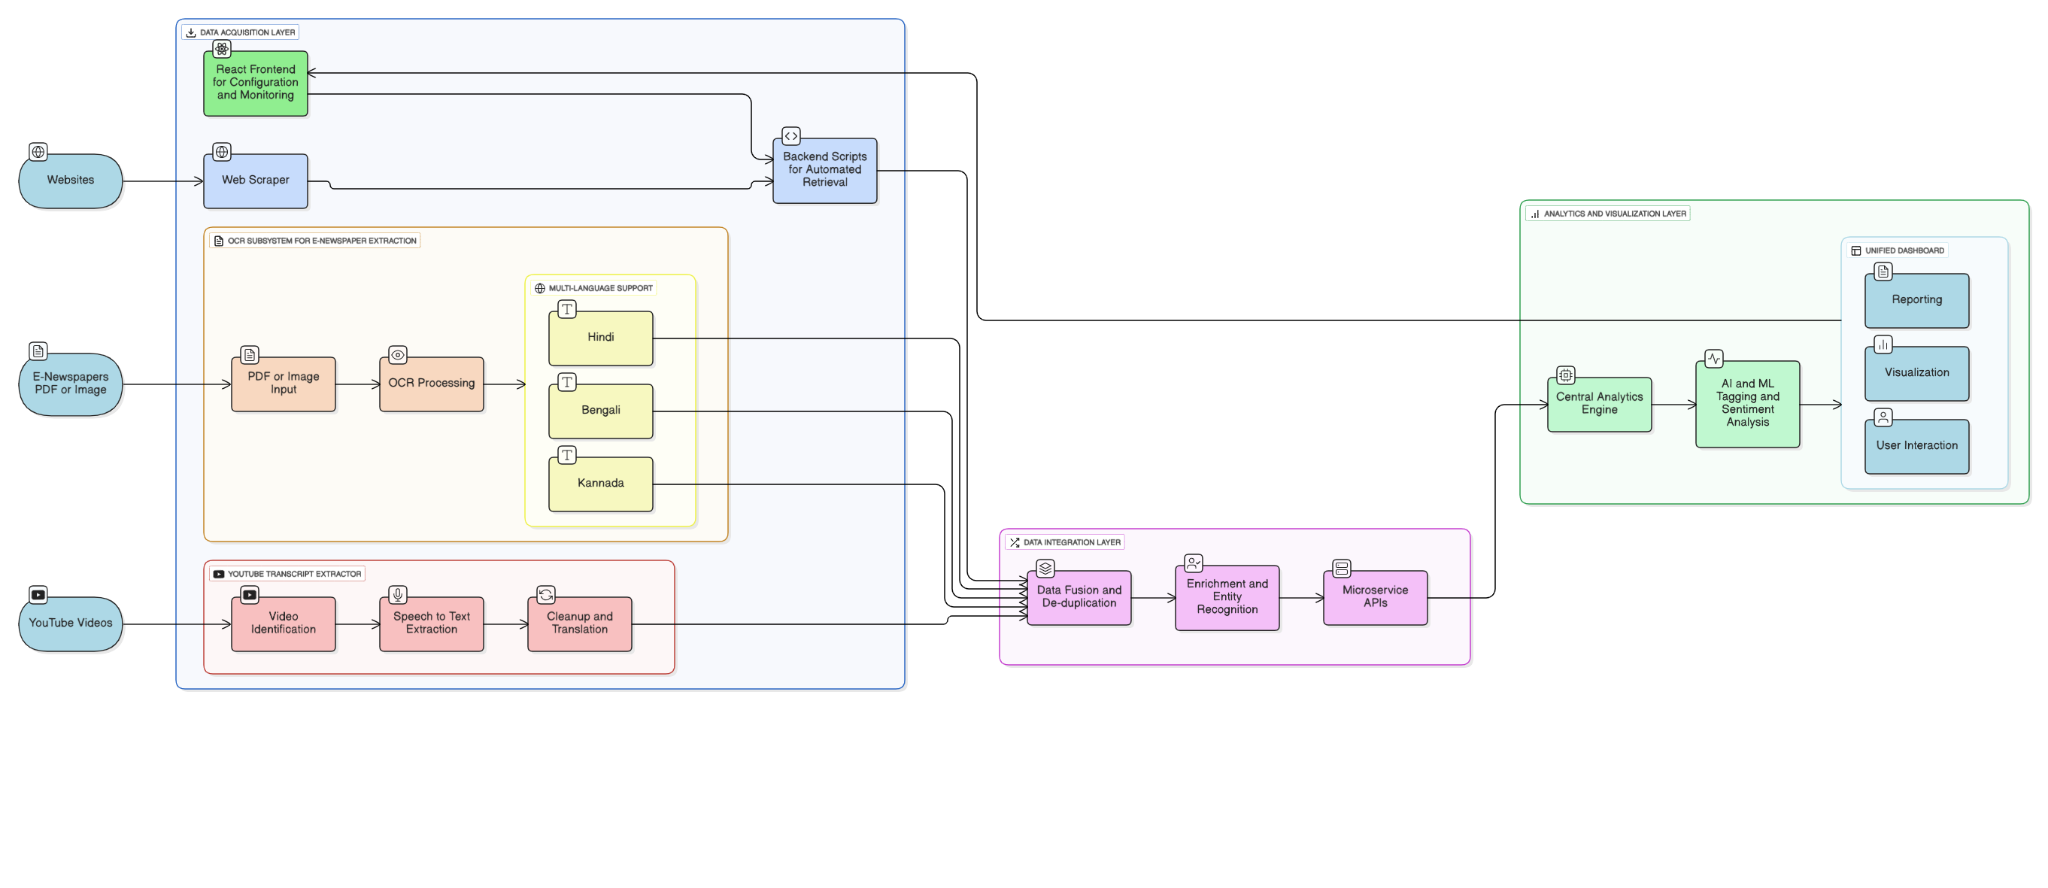 DATA ACQUISITION LAYER
React Frontend
for Configuration
and Monitoring
Websites
Web Scraper
Backend Scripts
for Automated
Retrieval
OCR SUBSYSTEM FOR E-NEWSPAPER EXTRACTION
MULTI-LANGUAGE SUPPORT
Hindi
E-Newspapers
PDF or Image
PDF or Image
Input
OCR Processing
Bengali
Kannada
YOUTUBE TRANSCRIPT EXTRACTOR
YouTube Videos
Video
Identification
Speech to Text
Extraction
Cleanup and
Translation
DATA INTEGRATION LAYER
Data Fusion and
De-duplication
Enrichment and
Entity
Recognition
Microservice
APIs
ANALYTICS AND VISUALIZATION LAYER
Central Analytics
Engine
AI and ML
Tagging and
Sentiment
Analysis
UNIFIED DASHBOARD
Reporting
Visualization
User Interaction